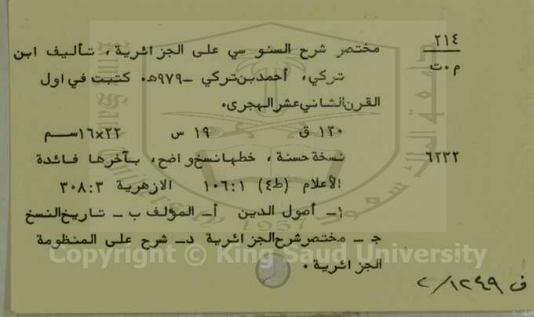 ٢١٤
م ٠ ت
مختصر شرح السنوسي على الجزائرية، تأليف ابن
تركي، أحمد بن تركي -٩٧٩هـ. كتبت في اول
القرن الثاني عشر الهجرى.
١٢٠ ق ١٩ س ٢٢×١٦سم
٦٢٣٢ نسخة حسنة، خطها نسخ واضح، بآخرها فائدة
الأعلام (ط٤) ١٠٦:١ الازهرية ٣٠٨:٣
١- أصول الدين أ- المؤلف ب - تاريخ النسخ
ج - مختصر شرح الجزائرية د- شرح على المنظومة
الجزائرية.
Copyright © King Saud University
ف ١٢٤٩/٢